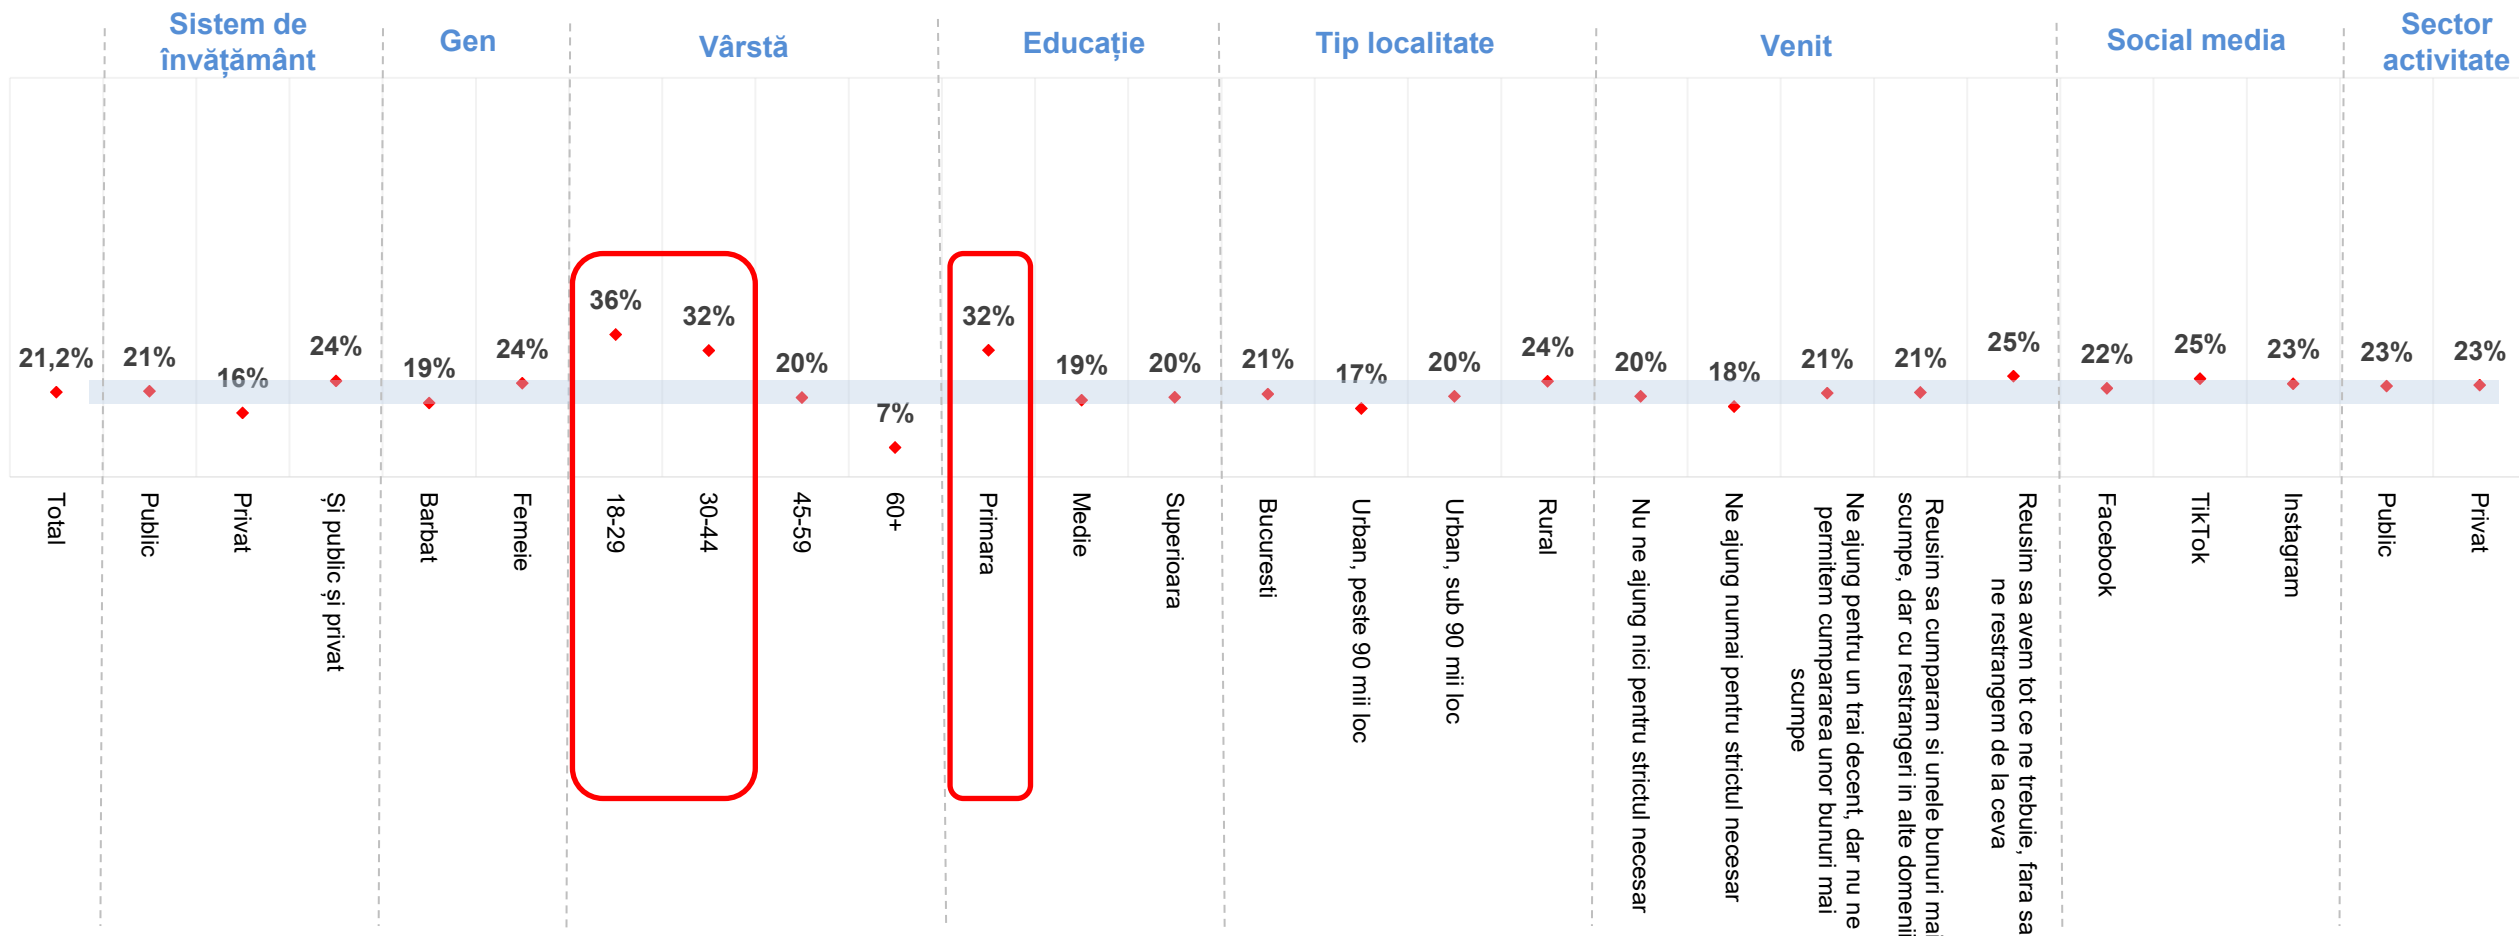 Sistem de
învățământ
Gen
Vârstă
Educație
Tip localitate
Venit
Social media
Sector
activitate
21,2%
21%
16%
24%
19%
24%
36%
32%
20%
7%
32%
19%
20%
21%
17%
20%
24%
20%
18%
21%
21%
25%
22%
25%
23%
23%
23%
Total
Public
Privat
Și public și privat
Barbat
Femeie
18-29
30-44
45-59
60+
Primara
Medie
Superioara
Bucuresti
Urban, peste 90 mii loc
Urban, sub 90 mii loc
Rural
Nu ne ajung nici pentru strictul necesar
Ne ajung numai pentru strictul necesar
Ne ajung pentru un trai decent, dar nu ne
permitem cumpararea unor bunuri mai
scumpe
Reusim sa cumparam si unele bunuri mai
scumpe, dar cu restrangeri in alte domenii
Reusim sa avem tot ce ne trebuie, fara sa
ne restrangem de la ceva
Facebook
TikTok
Instagram
Public
Privat